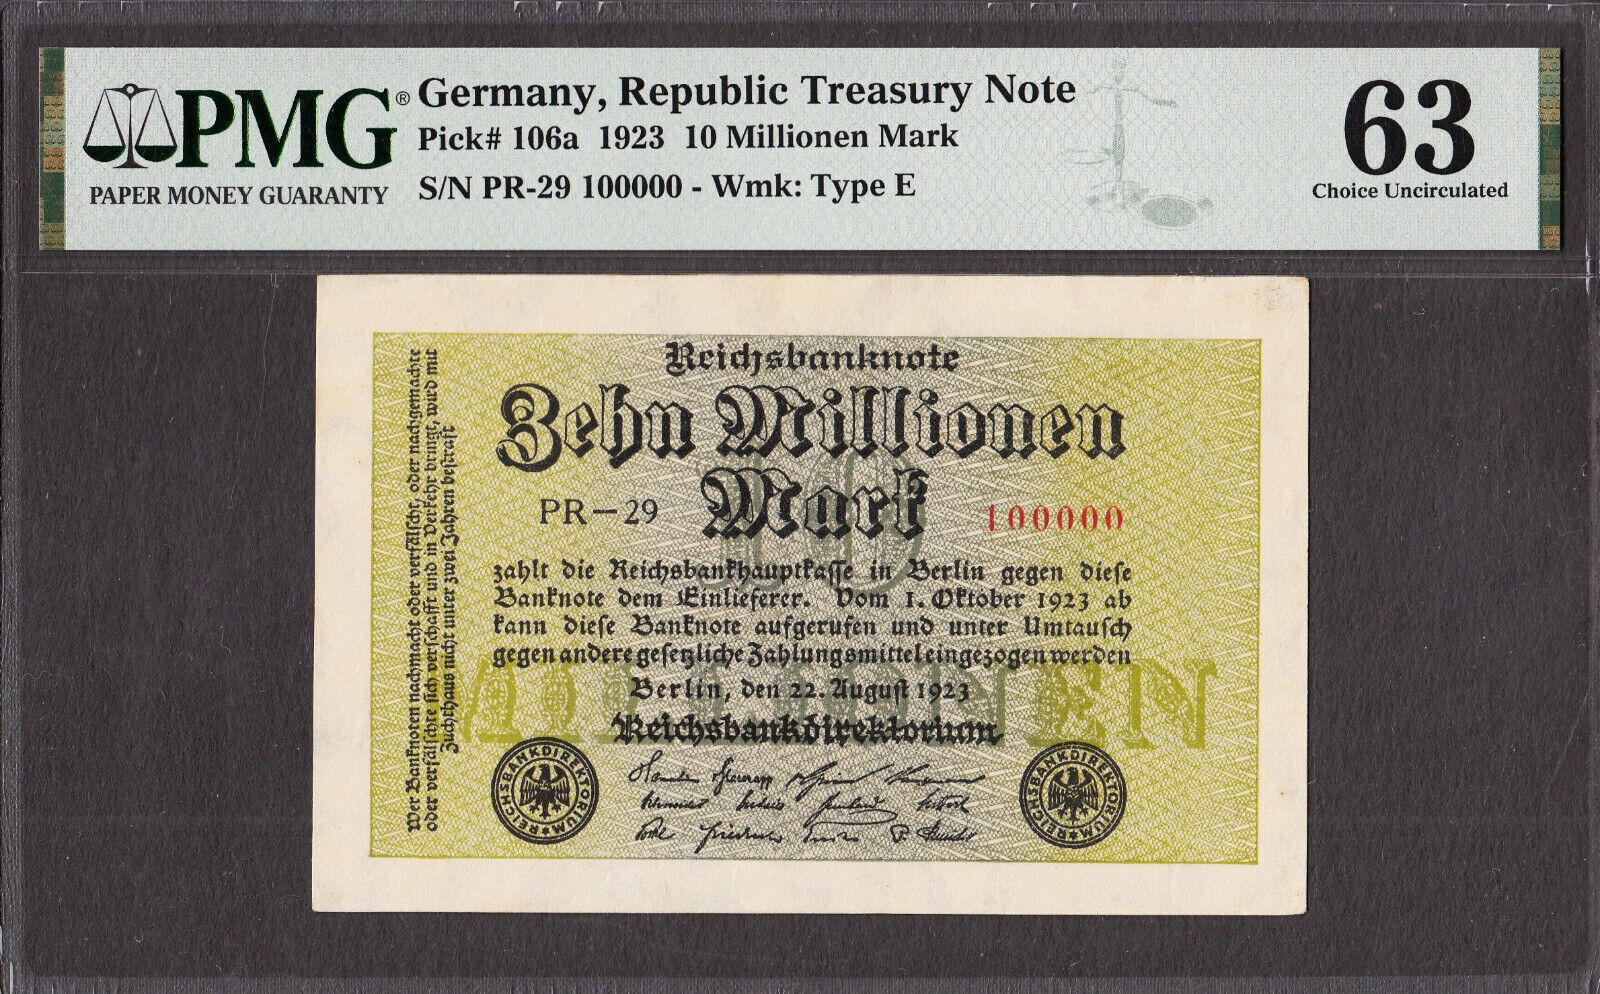 PMG®
PAPER MONEY GUARANTY
Germany, Republic Treasury Note
Pick# 106a 1923 10 Millionen Mark
S/N PR-29 100000 - Wmk: Type E
63
Choice Uncirculated
Reichsbanknote
Zehn Millionen
Mark
PR–29
100000
zahlt die Reichsbankhauptkasse in Berlin gegen diese
Banknote dem Einlieferer. Vom 1. Oktober 1923 ab
kann diese Banknote aufgerufen und unter Umtausch
gegen andere gesetzliche Zahlungsmittel eingezogen werden
Berlin, den 22. August 1923
Reichsbankdirektorium
REICHSBANKDIREKTORIUM
REICHSBANKDIREKTORIUM
Wer Banknoten nachmacht oder verfälscht, oder nachgemachte
oder verfälschte sich verschafft und in Verkehr bringt, wird mit
Zuchthaus nicht unter zwei Jahren bestraft
10
MILLIONEN